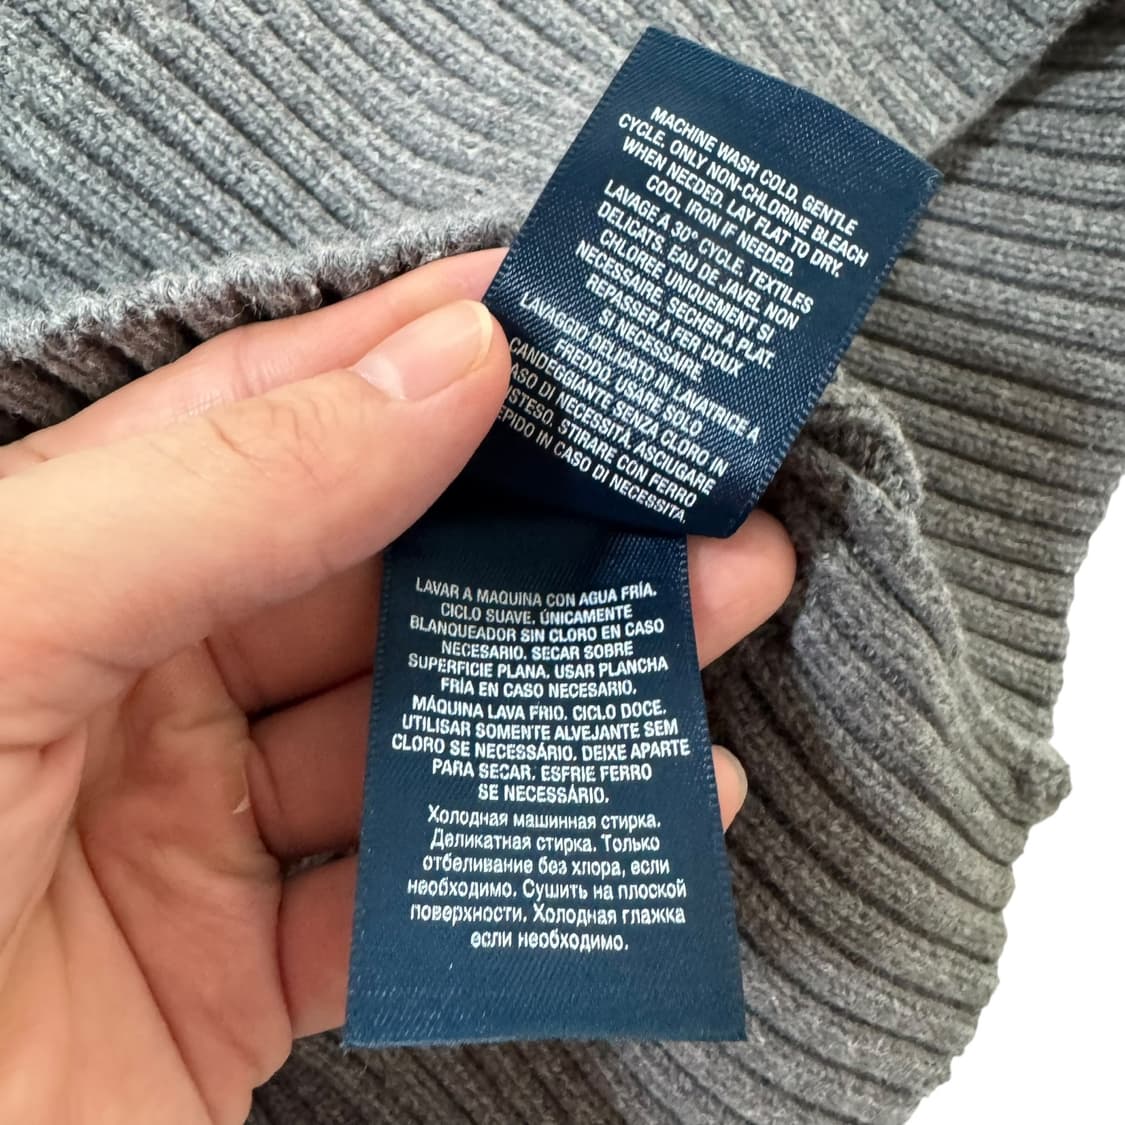 MACHINE WASH COLD. GENTLE
CYCLE. ONLY NON-CHLORINE BLEACH
WHEN NEEDED. LAY FLAT TO DRY.
COOL IRON IF NEEDED.
LAVAGE A 30° CYCLE. TEXTILES
DELICATS. EAU DE JAVEL NON
CHLORÉE UNIQUEMENT SI
NECESSAIRE. SECHER A PLAT.
REPASSER A FER DOUX
SI NECESSAIRE.
LAVAGGIO DELICATO IN LAVATRICE A
FREDDO. USARE SOLO
CANDEGGIANTE SENZA CLORO IN
DI NECESSITÀ. ASCIUGARE
STIRARE CON FERRO
IN CASO DI NECESSITÀ.
LAVAR A MAQUINA CON AGUA FRÍA.
CICLO SUAVE. ÚNICAMENTE
BLANQUEADOR SIN CLORO EN CASO
NECESARIO. SECAR SOBRE
SUPERFICIE PLANA. USAR PLANCHA
FRÍA EN CASO NECESARIO.
MÁQUINA LAVA FRIO. CICLO DOCE.
UTILISAR SOMENTE ALVEJANTE SEM
CLORO SE NECESSÁRIO. DEIXE APARTE
PARA SECAR. ESFRIE FERRO
SE NECESSÁRIO.
Холодная машинная стирка.
Деликатная стирка. Только
отбеливание без хлора, если
необходимо. Сушить на плоской
поверхности. Холодная глажка
если необходимо.